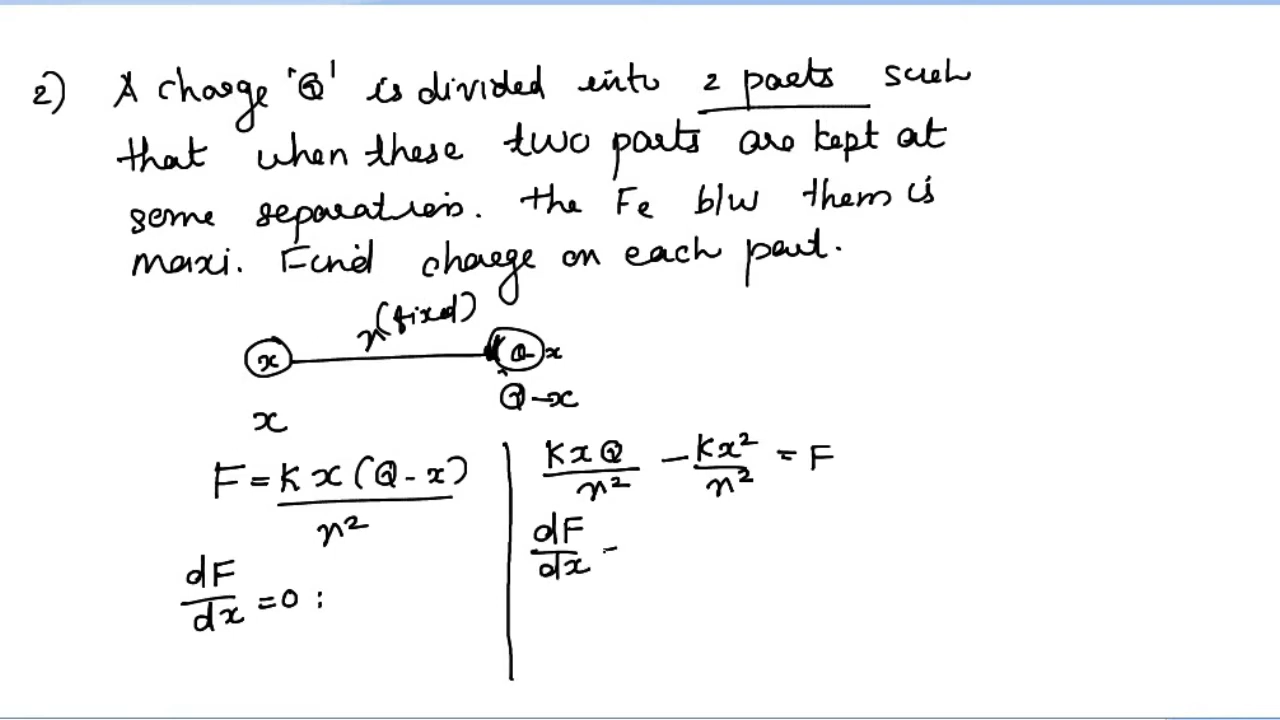 2) A charge 'Q' is divided into 2 parts such
that when these two parts are kept at
some separation. the Fe b/w them is
maxi. Find charge on each part.
r (fixed)
x Q-x
x Q-x
F = Kx(Q-x)/r²
dF/dx = 0 :
KxQ/r² - Kx²/r² = F
dF/dx -